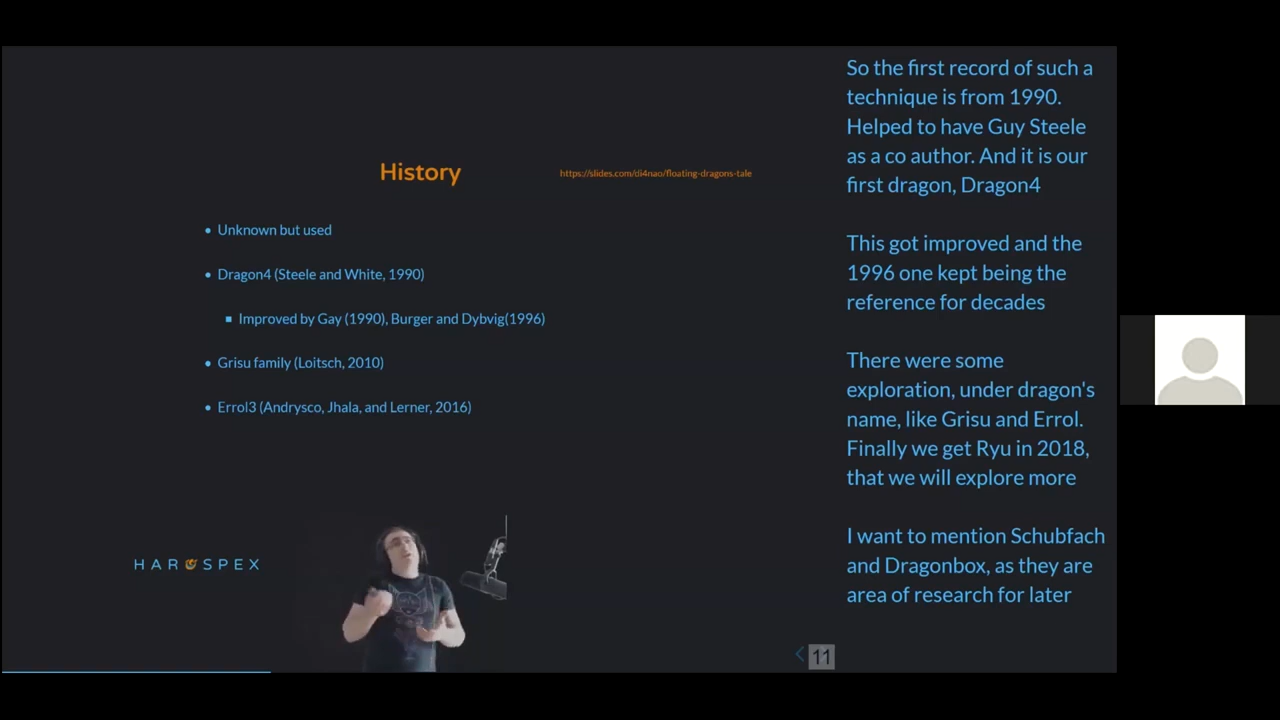 History
https://slides.com/di4nao/floating-dragons-tale
Unknown but used
Dragon4 (Steele and White, 1990)
Improved by Gay (1990), Burger and Dybvig(1996)
Grisu family (Loitsch, 2010)
Errol3 (Andrysco, Jhala, and Lerner, 2016)
HAR SPEX
11
So the first record of such a
technique is from 1990.
Helped to have Guy Steele
as a co author. And it is our
first dragon, Dragon4
This got improved and the
1996 one kept being the
reference for decades
There were some
exploration, under dragon's
name, like Grisu and Errol.
Finally we get Ryu in 2018,
that we will explore more
I want to mention Schubfach
and Dragonbox, as they are
area of research for later